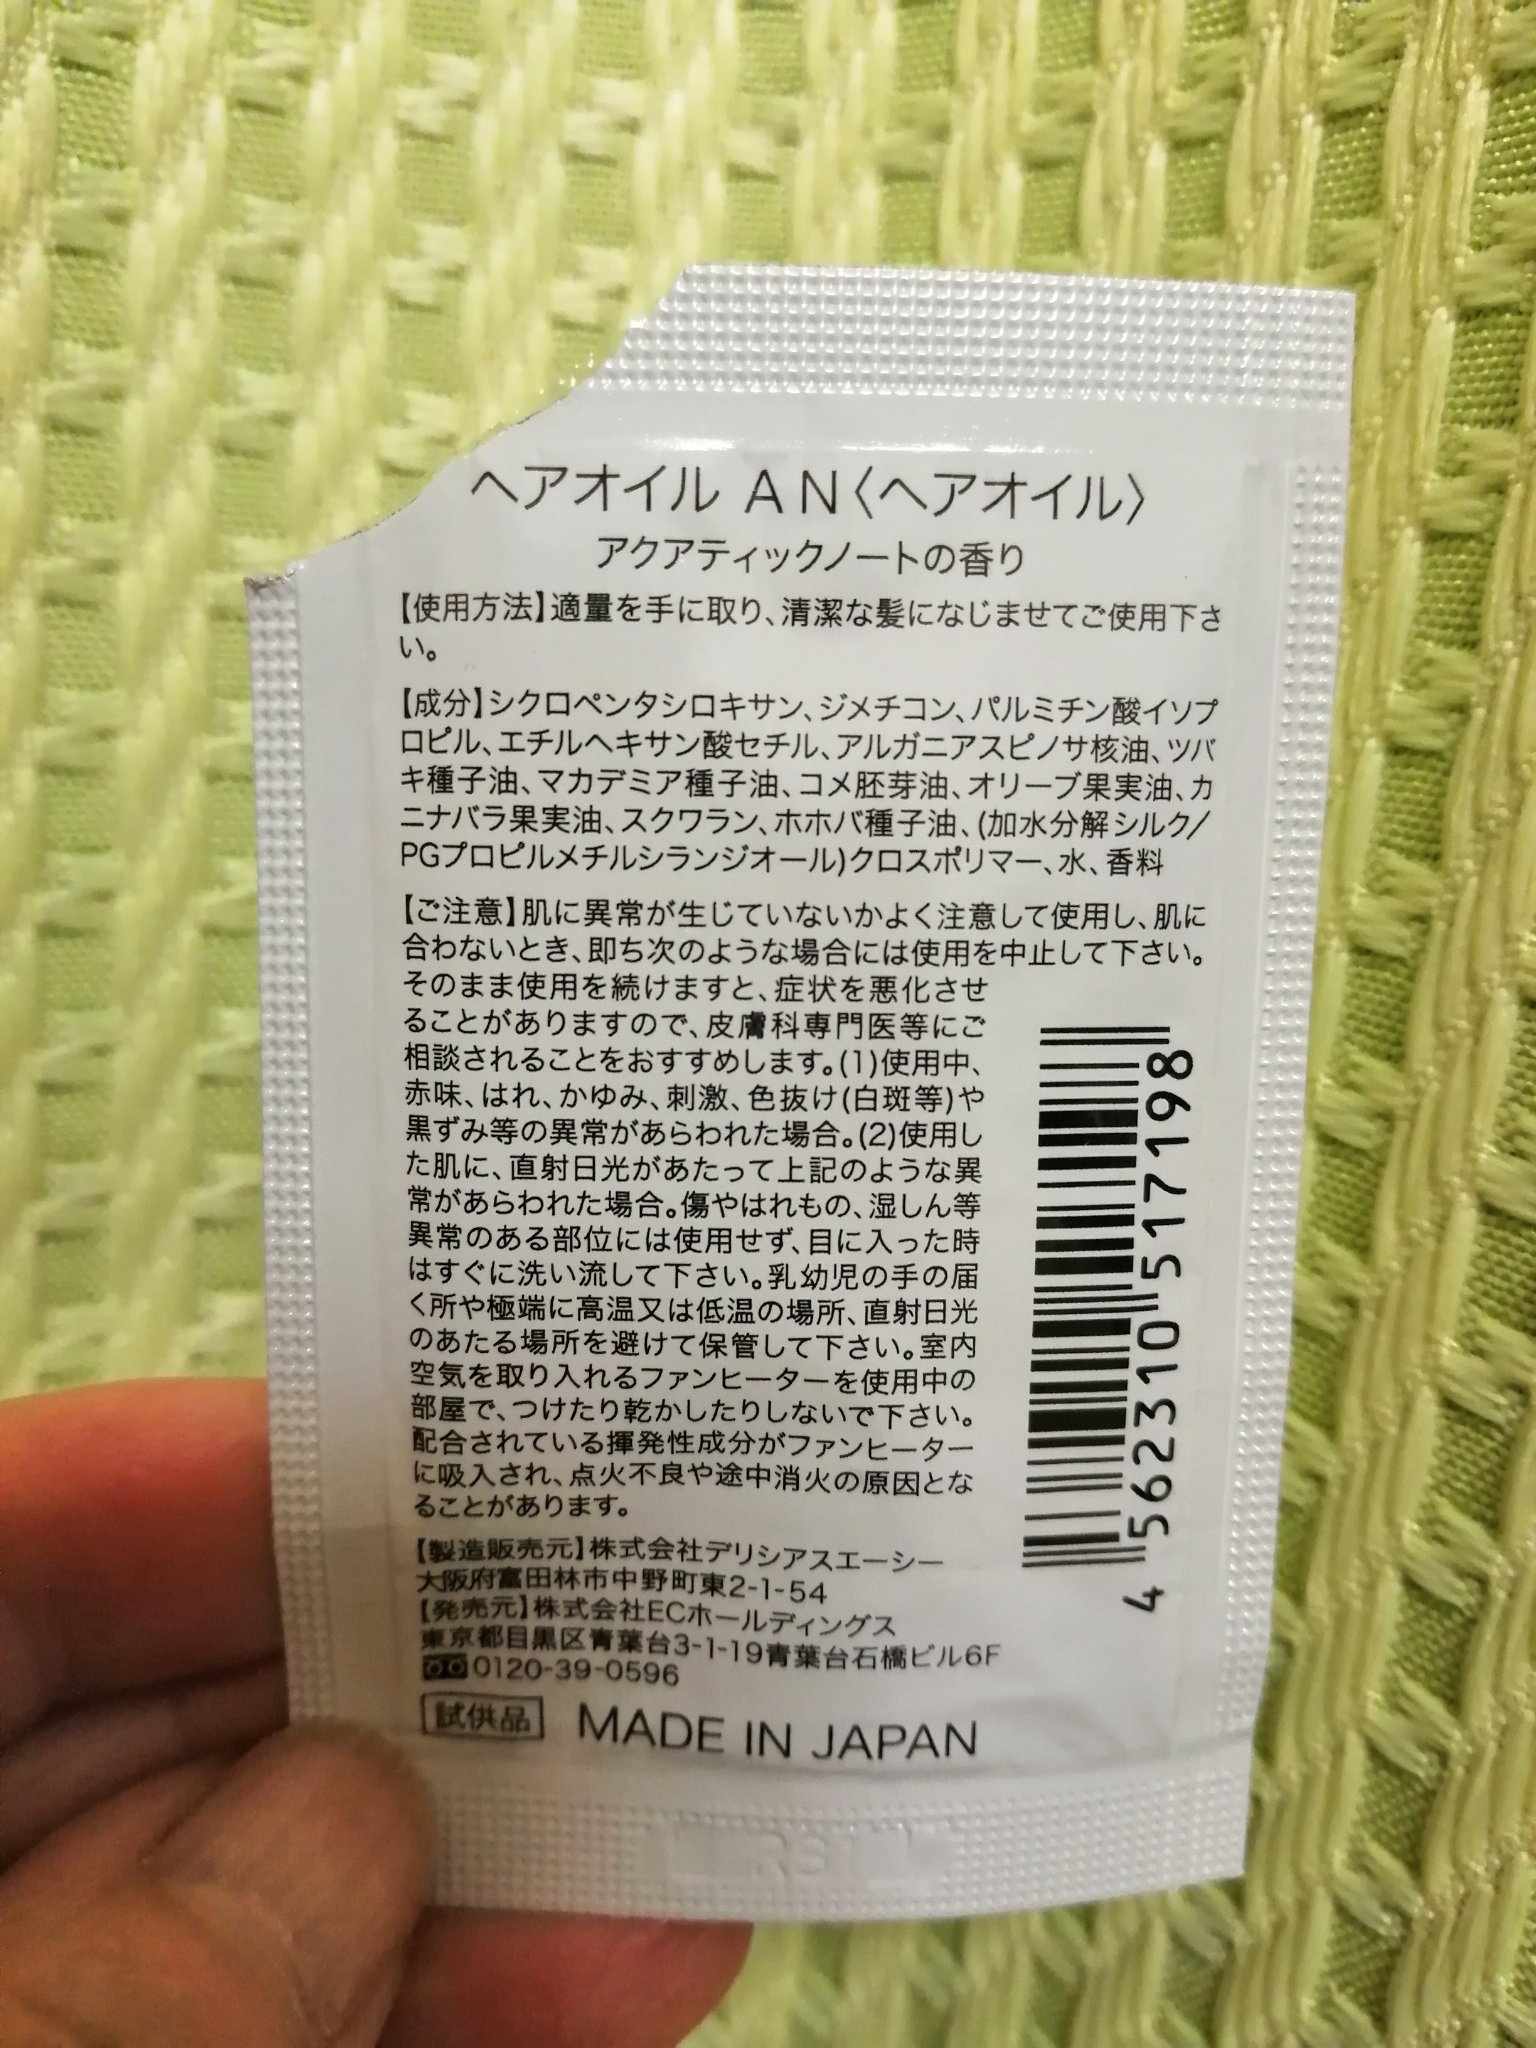 ヘアオイル AN〈ヘアオイル〉
アクアティックノートの香り
【使用方法】適量を手に取り、清潔な髪になじませてご使用下さ
い。
【成分】シクロペンタシロキサン、ジメチコン、パルミチン酸イソプ
ロピル、エチルヘキサン酸セチル、アルガニアスピノサ核油、ツバ
キ種子油、マカデミア種子油、コメ胚芽油、オリーブ果実油、カ
ニナバラ果実油、スクワラン、ホホバ種子油、(加水分解シルク/
PGプロピルメチルシランジオール)クロスポリマー、水、香料
【ご注意】肌に異常が生じていないかよく注意して使用し、肌に
合わないとき、即ち次のような場合には使用を中止して下さい。
そのまま使用を続けますと、症状を悪化させ
ることがありますので、皮膚科専門医等にご
相談されることをおすすめします。(1)使用中、
赤味、はれ、かゆみ、刺激、色抜け(白斑等)や
黒ずみ等の異常があらわれた場合。(2)使用し
た肌に、直射日光があたって上記のような異
常があらわれた場合。傷やはれもの、湿しん等
異常のある部位には使用せず、目に入った時
はすぐに洗い流して下さい。乳幼児の手の届
く所や極端に高温又は低温の場所、直射日光
のあたる場所を避けて保管して下さい。室内
空気を取り入れるファンヒーターを使用中の
部屋で、つけたり乾かしたりしないで下さい。
配合されている揮発性成分がファンヒーター
に吸入され、点火不良や途中消火の原因とな
ることがあります。
【製造販売元】株式会社デリシアスエーシー
大阪府富田林市中野町東2-1-54
【発売元】株式会社ECホールディングス
東京都目黒区青葉台3-1-19青葉台石橋ビル6F
0120-39-0596
試供品 MADE IN JAPAN
4 562310 517198